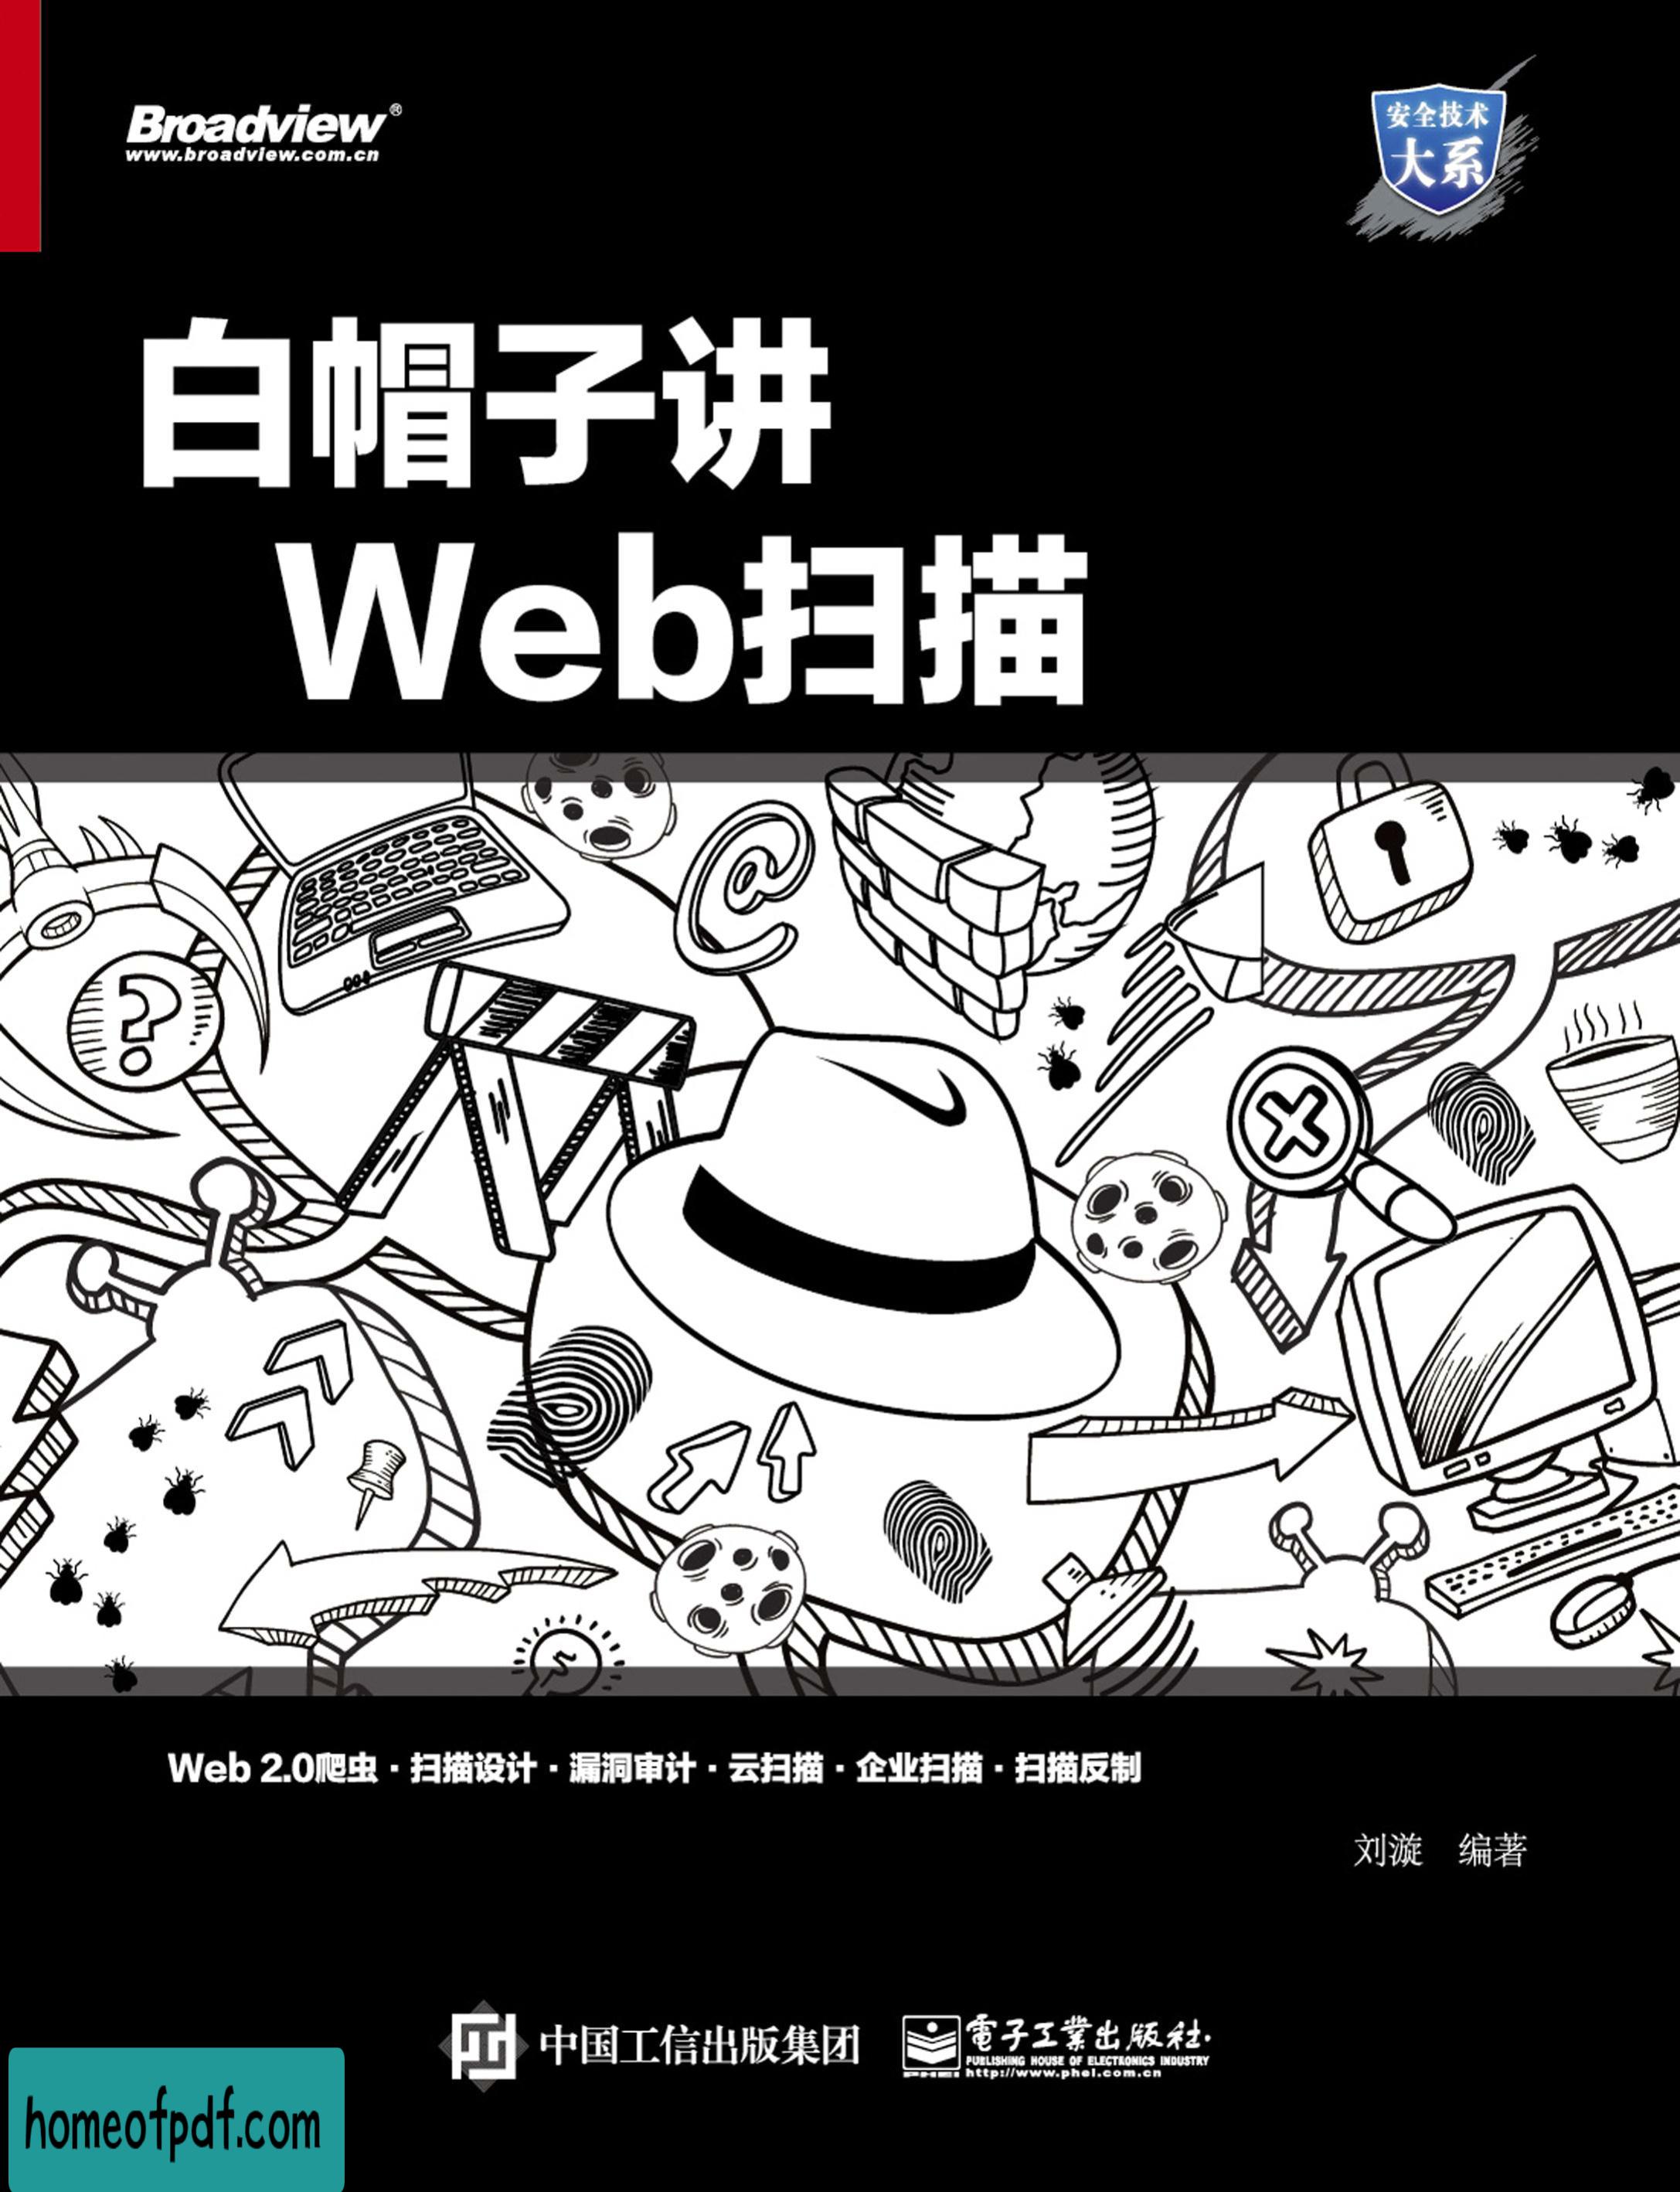 Broadview®
www.broadview.com.cn
安全技术
大系
白帽子讲
Web扫描
Web 2.0爬虫·扫描设计·漏洞审计·云扫描·企业扫描·扫描反制
刘漩 编著
中国工信出版集团
電子工業出版社·
PUBLISHING HOUSE OF ELECTRONICS INDUSTRY
PHEI http://www.phei.com.cn
homeofpdf.com